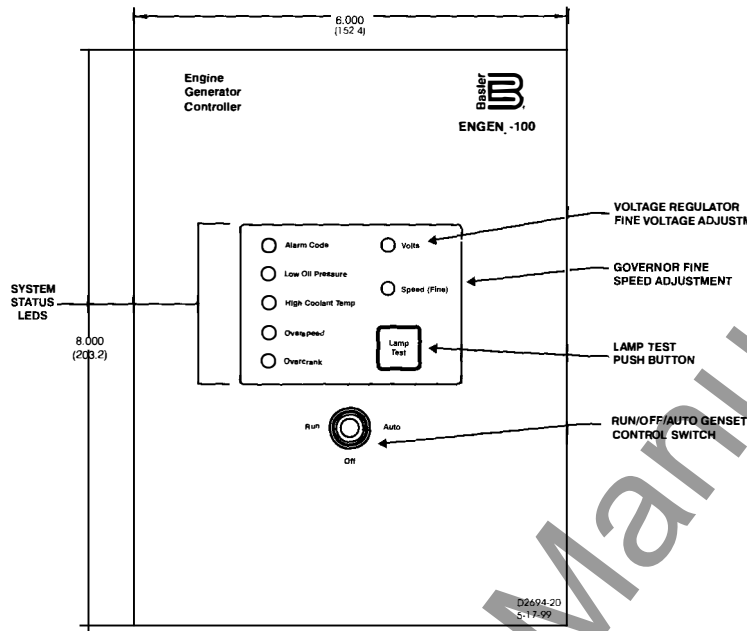 6.000
(152 4)
Engine
Generator
Controller
Basler
ENGEN -100
VOLTAGE REGULATOR
FINE VOLTAGE ADJUSTM
Alarm Code
Volts
Low Oil Pressure
GOVERNOR FINE
SPEED ADJUSTMENT
SYSTEM
STATUS
LEDS
Speed (Fine)
High Coolant Temp
8.000
(203.2)
Overspeed
Lamp
Test
LAMP TEST
PUSH BUTTON
Overcrank
Run
Auto
Off
RUN/OFF/AUTO GENSET
CONTROL SWITCH
Manu
D2694-20
5-17-99